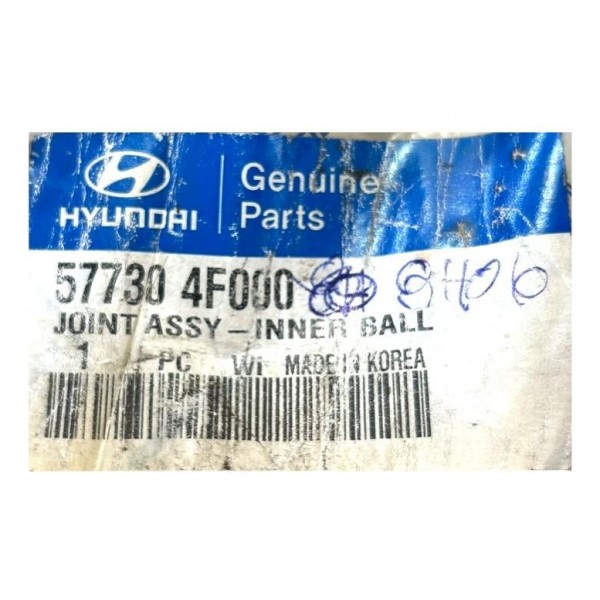 HYUNDAI
Genuine
Parts
57730 4F000
JOINT ASSY-INNER BALL
1 PC WI MADE IN KOREA